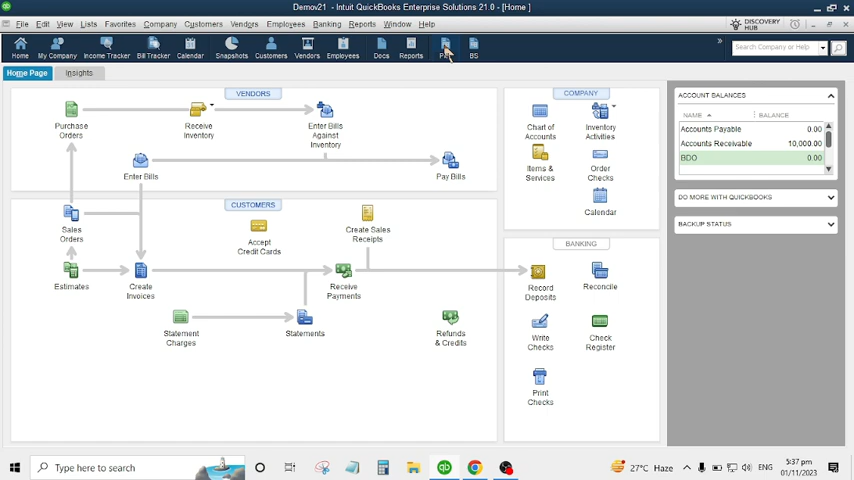 Demov21 - Intuit QuickBooks Enterprise Solutions 21.0 - [Home ]
File Edit View Lists Favorites Company Customers Vendors Employees Banking Reports Window Help
DISCOVERY HUB
Home My Company Income Tracker Bill Tracker Calendar Snapshots Customers Vendors Employees Docs Reports BS
Search Company or Help
Home Page Insights
VENDORS
Purchase Orders
Receive Inventory
Enter Bills Against Inventory
Enter Bills
Pay Bills
CUSTOMERS
Sales Orders
Accept Credit Cards
Create Sales Receipts
Estimates
Create Invoices
Receive Payments
Statement Charges
Statements
Refunds & Credits
COMPANY
Chart of Accounts
Inventory Activities
Items & Services
Order Checks
Calendar
BANKING
Record Deposits
Reconcile
Write Checks
Check Register
Print Checks
ACCOUNT BALANCES
NAME BALANCE
Accounts Payable 0.00
Accounts Receivable 10,000.00
BDO 0.00
DO MORE WITH QUICKBOOKS
BACKUP STATUS
Type here to search
27°C Haze
ENG
5:37 pm
01/11/2023